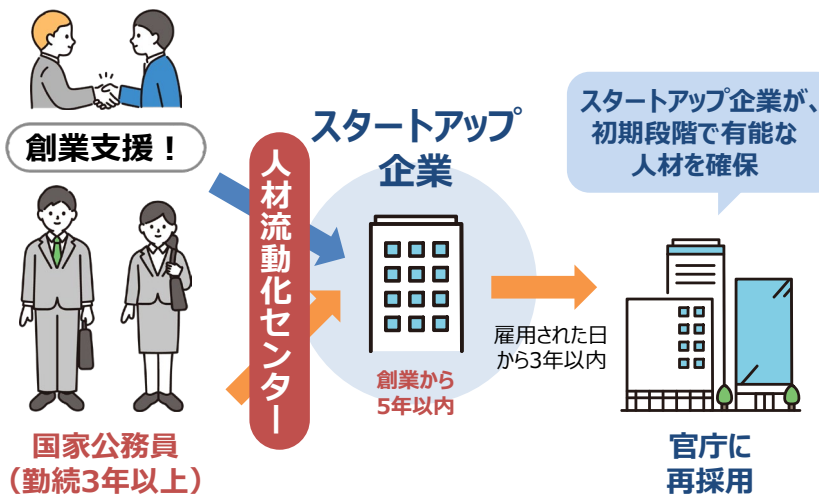 創業支援！
国家公務員
（勤続3年以上）
人材流動化センター
スタートアップ
企業
創業から
5年以内
雇用された日
から3年以内
スタートアップ企業が、
初期段階で有能な
人材を確保
官庁に
再採用